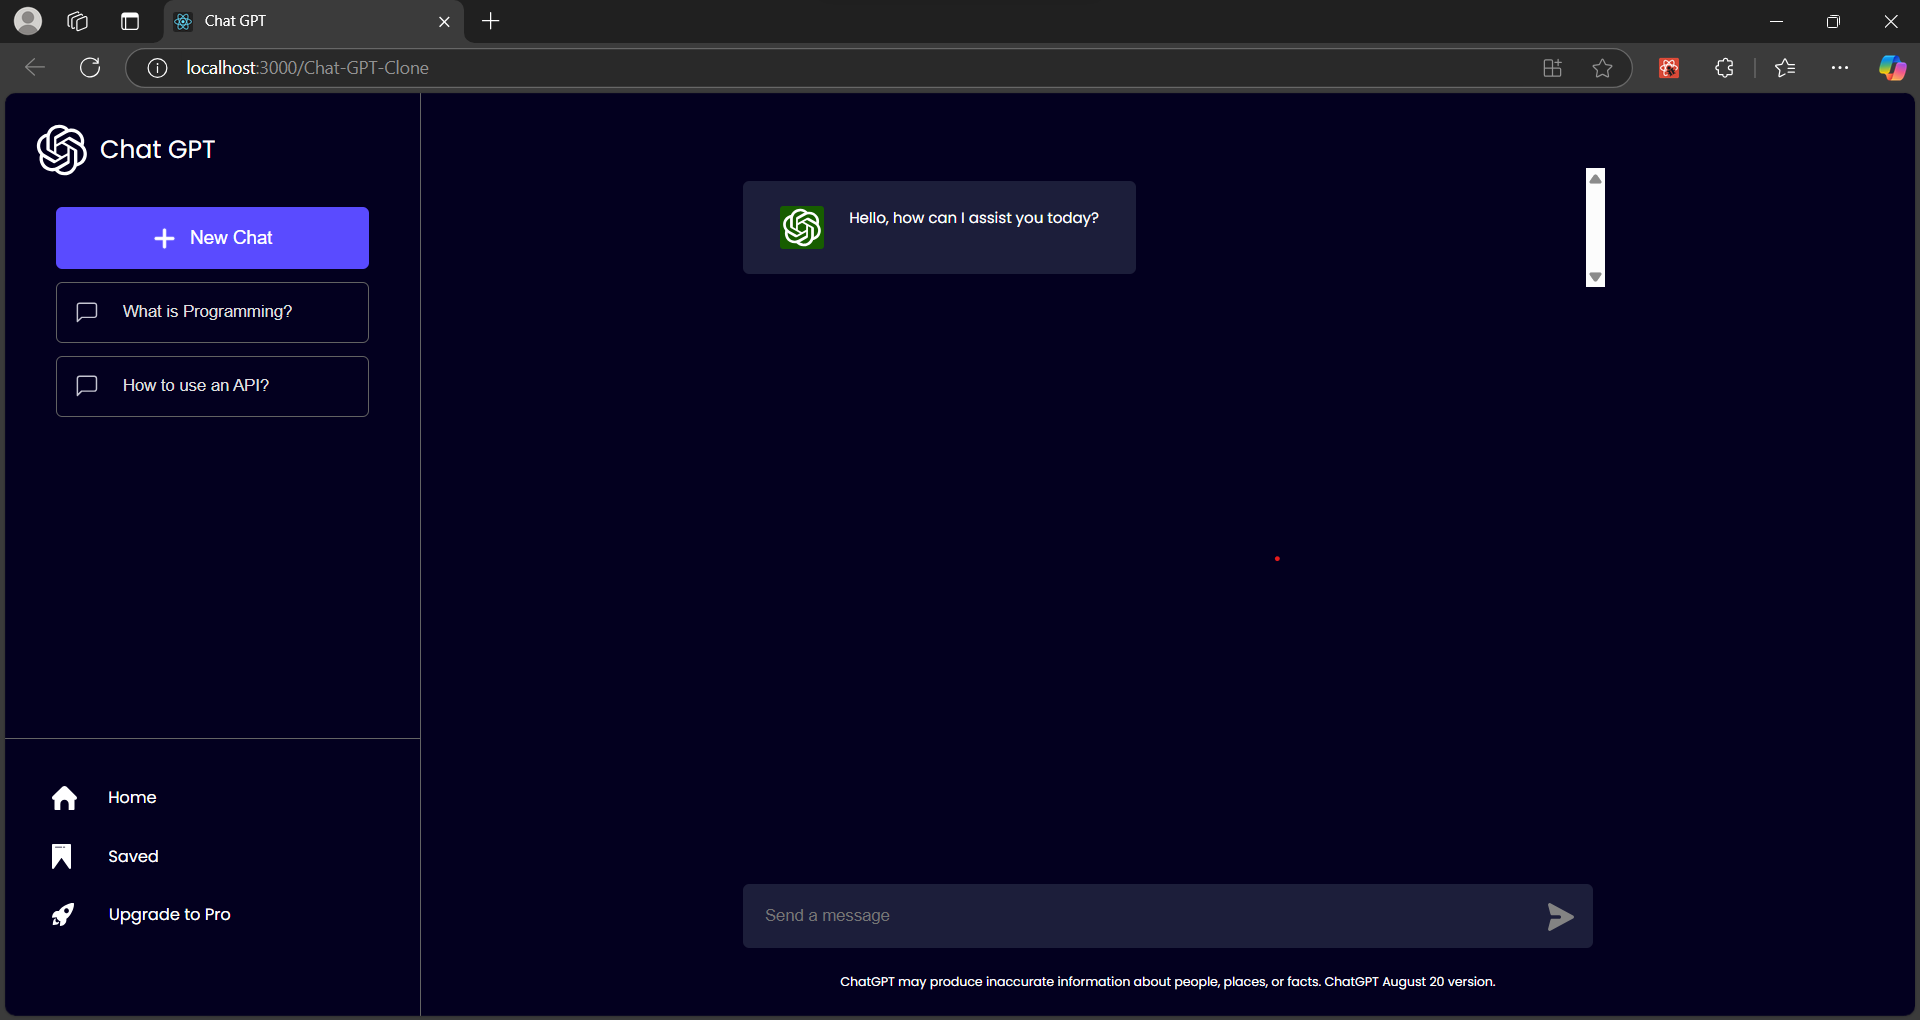 Chat GPT
localhost:3000/Chat-GPT-Clone
Chat GPT
New Chat
What is Programming?
How to use an API?
Home
Saved
Upgrade to Pro
Hello, how can I assist you today?
Send a message
ChatGPT may produce inaccurate information about people, places, or facts. ChatGPT August 20 version.